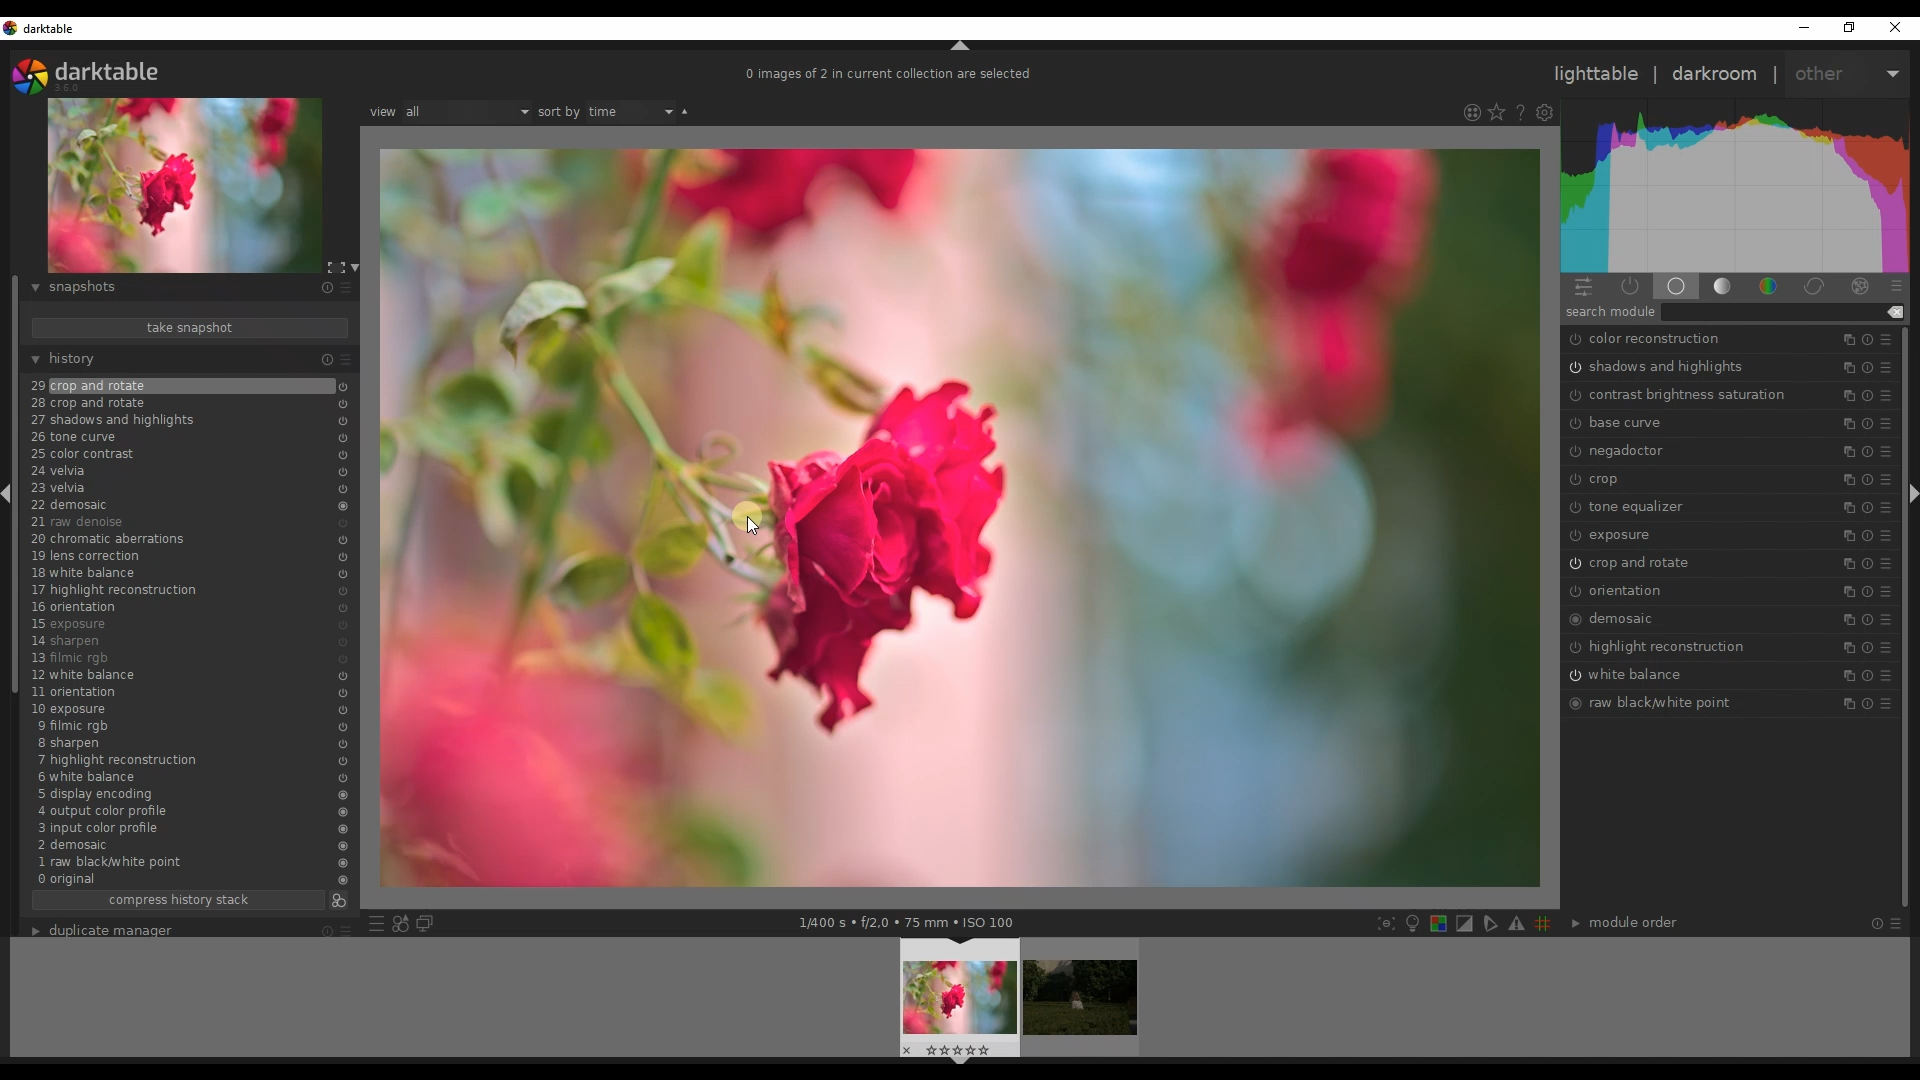 darktable
darktable
3.6.0
0 images of 2 in current collection are selected
lighttable | darkroom | other
view all sort by time
snapshots
take snapshot
history
29 crop and rotate
28 crop and rotate
27 shadows and highlights
26 tone curve
25 color contrast
24 velvia
23 velvia
22 demosaic
21 raw denoise
20 chromatic aberrations
19 lens correction
18 white balance
17 highlight reconstruction
16 orientation
15 exposure
14 sharpen
13 filmic rgb
12 white balance
11 orientation
10 exposure
9 filmic rgb
8 sharpen
7 highlight reconstruction
6 white balance
5 display encoding
4 output color profile
3 input color profile
2 demosaic
1 raw black/white point
0 original
compress history stack
duplicate manager
1/400 s • f/2,0 • 75 mm • ISO 100
search module
color reconstruction
shadows and highlights
contrast brightness saturation
base curve
negadoctor
crop
tone equalizer
exposure
crop and rotate
orientation
demosaic
highlight reconstruction
white balance
raw black/white point
module order